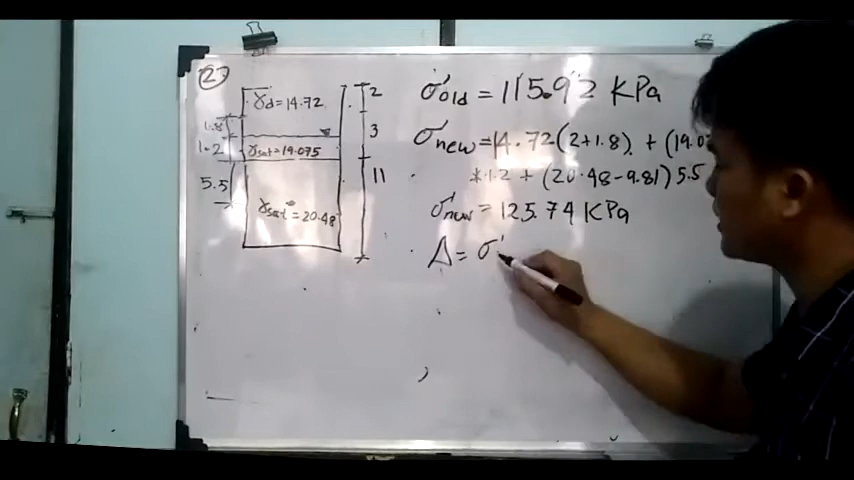 2
γd = 14.72
1.8
1.2
γsat = 19.075
5.5
γsat = 20.48
2
3
11
σ'old = 115.92 KPa
σ'new = 14.72(2+1.8) + (19.0
*1.2 + (20.48-9.81)5.5
σ'new = 125.74 KPa
Δ = σ'